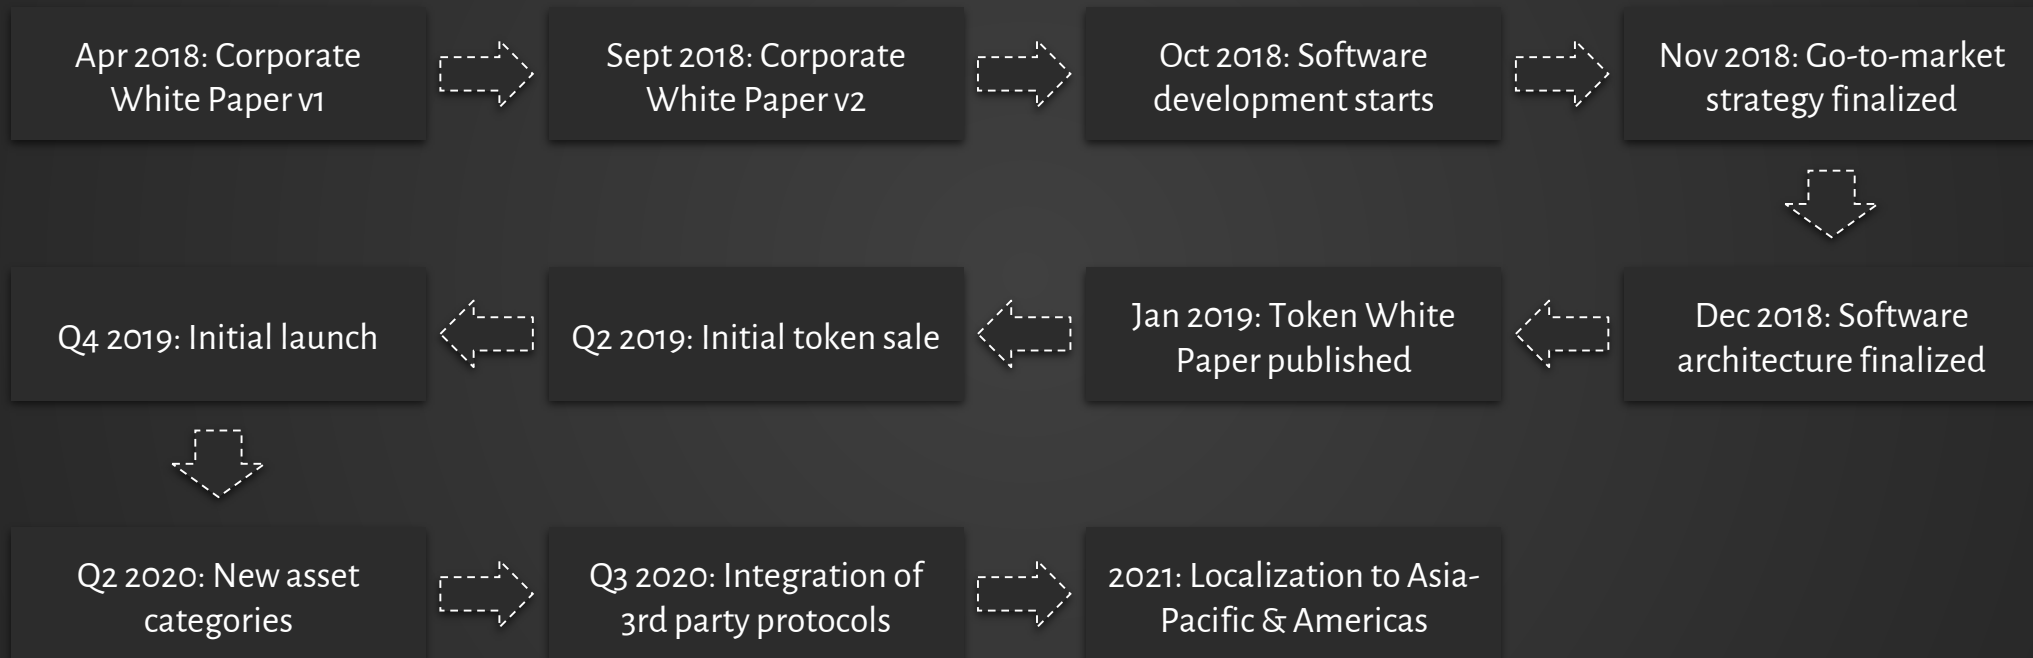 Apr 2018: Corporate
White Paper v1
Sept 2018: Corporate
White Paper v2
Oct 2018: Software
development starts
Nov 2018: Go-to-market
strategy finalized
Dec 2018: Software
architecture finalized
Jan 2019: Token White
Paper published
Q2 2019: Initial token sale
Q4 2019: Initial launch
Q2 2020: New asset
categories
Q3 2020: Integration of
3rd party protocols
2021: Localization to Asia-
Pacific & Americas